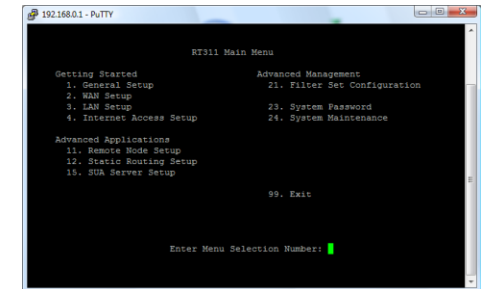 192.168.0.1 - PuTTY
RT311 Main Menu
Getting Started
1. General Setup
2. WAN Setup
3. LAN Setup
4. Internet Access Setup
Advanced Applications
11. Remote Node Setup
12. Static Routing Setup
15. SUA Server Setup
Advanced Management
21. Filter Set Configuration
23. System Password
24. System Maintenance
99. Exit
Enter Menu Selection Number: